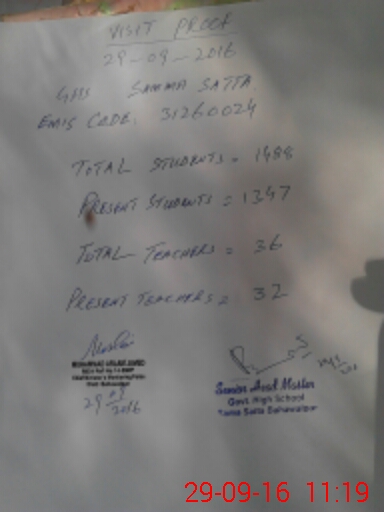 VISIT PROOF
29-09-2016
GHS SAMMA SATTA
EMIS CODE. 31260024
TOTAL STUDENTS = 1488
PRESENT STUDENTS = 1347
TOTAL TEACHERS = 36
PRESENT TEACHERS = 32
29/9
2016
Senior Head Master
Govt. High School
Sama Satta Bahawalpur
29-09-16 11:19